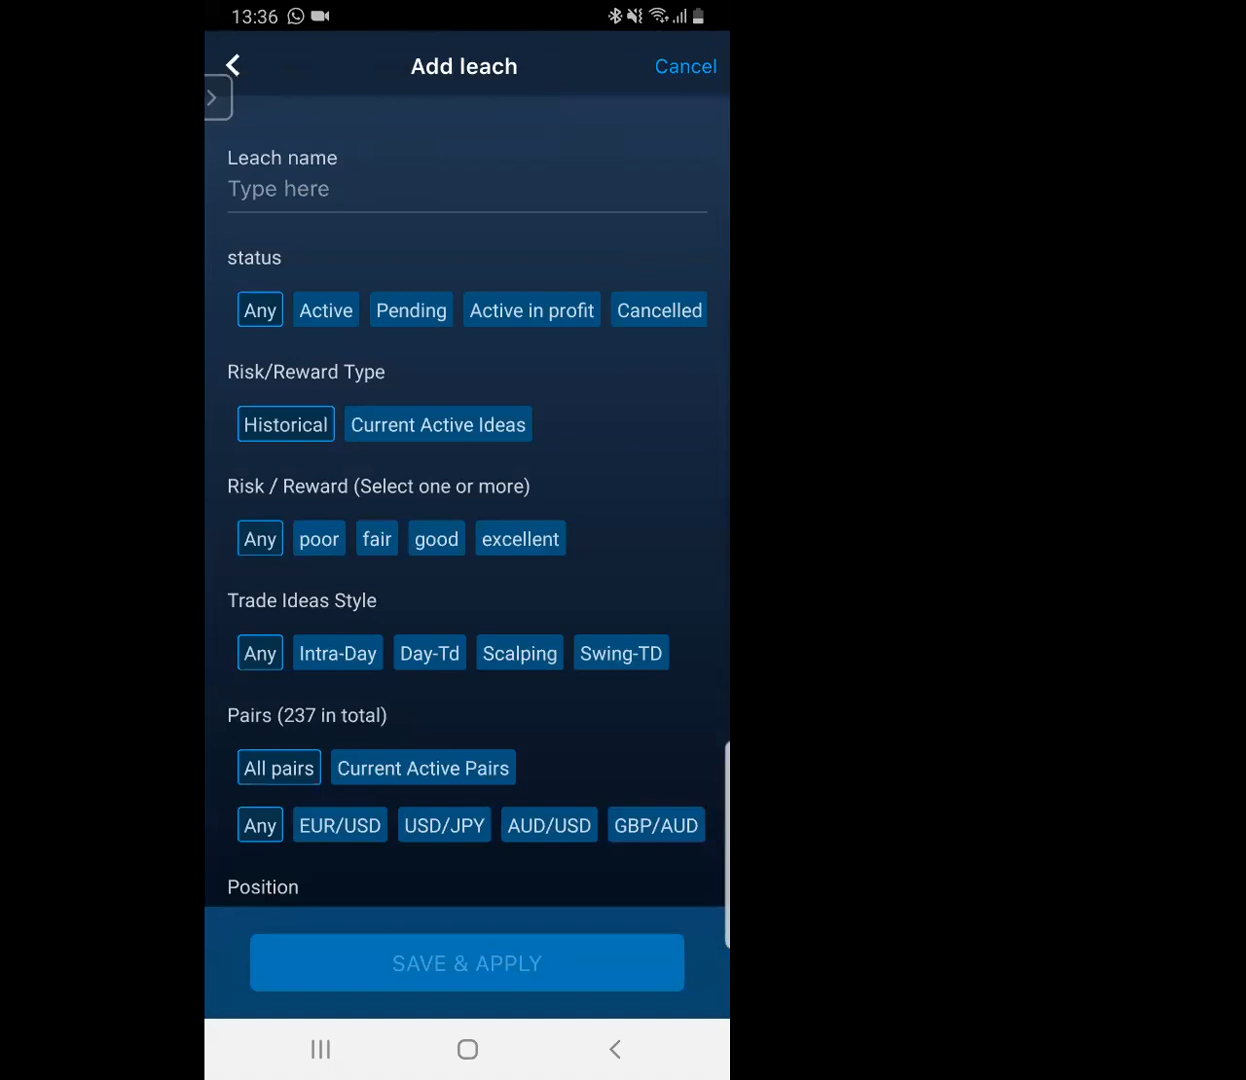 13:36
Add leach Cancel
Leach name
Type here
status
Any Active Pending Active in profit Cancelled
Risk/Reward Type
Historical Current Active Ideas
Risk / Reward (Select one or more)
Any poor fair good excellent
Trade Ideas Style
Any Intra-Day Day-Td Scalping Swing-TD
Pairs (237 in total)
All pairs Current Active Pairs
Any EUR/USD USD/JPY AUD/USD GBP/AUD
Position
SAVE & APPLY